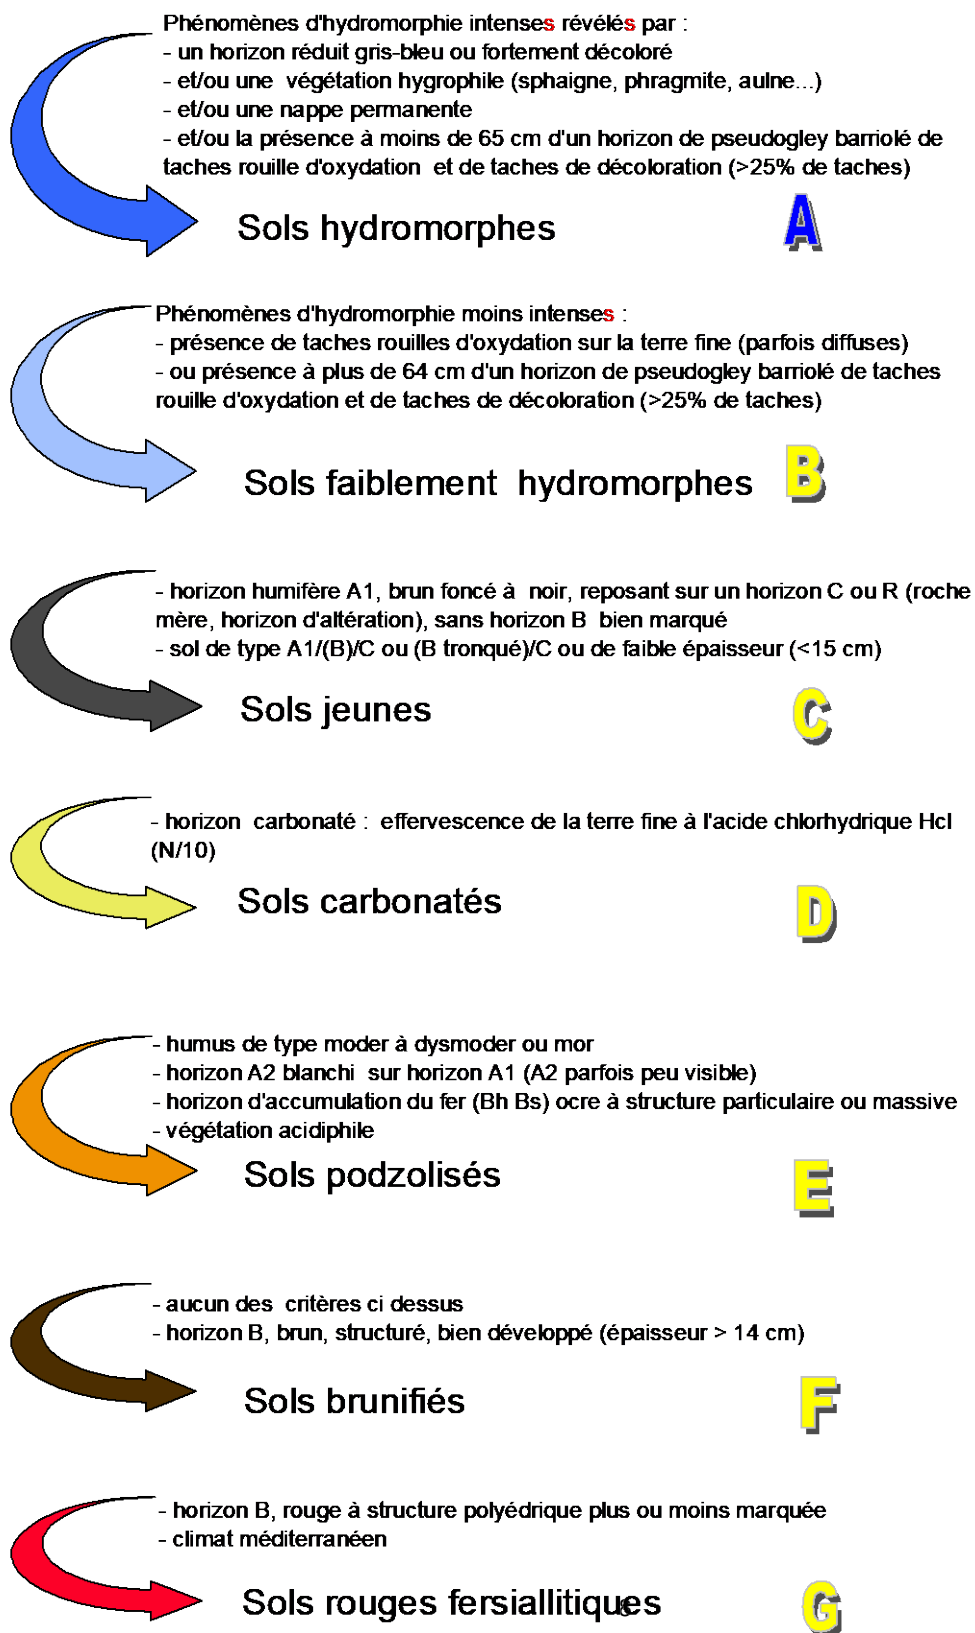 Phénomènes d'hydromorphie intenses révélés par :
- un horizon réduit gris-bleu ou fortement décoloré
- et/ou une végétation hygrophile (sphaigne, phragmite, aulne...)
- et/ou une nappe permanente
- et/ou la présence à moins de 65 cm d'un horizon de pseudogley barriolé de
taches rouille d'oxydation et de taches de décoloration (>25% de taches)
Sols hydromorphes A
Phénomènes d'hydromorphie moins intenses :
- présence de taches rouilles d'oxydation sur la terre fine (parfois diffuses)
- ou présence à plus de 64 cm d'un horizon de pseudogley barriolé de taches
rouille d'oxydation et de taches de décoloration (>25% de taches)
Sols faiblement hydromorphes B
- horizon humifère A1, brun foncé à noir, reposant sur un horizon C ou R (roche
mère, horizon d'altération), sans horizon B bien marqué
- sol de type A1/(B)/C ou (B tronqué)/C ou de faible épaisseur (<15 cm)
Sols jeunes C
- horizon carbonaté : effervescence de la terre fine à l'acide chlorhydrique Hcl
(N/10)
Sols carbonatés D
- humus de type moder à dysmoder ou mor
- horizon A2 blanchi sur horizon A1 (A2 parfois peu visible)
- horizon d'accumulation du fer (Bh Bs) ocre à structure particulaire ou massive
- végétation acidiphile
Sols podzolisés E
- aucun des critères ci dessus
- horizon B, brun, structuré, bien développé (épaisseur > 14 cm)
Sols brunifiés F
- horizon B, rouge à structure polyédrique plus ou moins marquée
- climat méditerranéen
Sols rouges fersiallitiques G
8